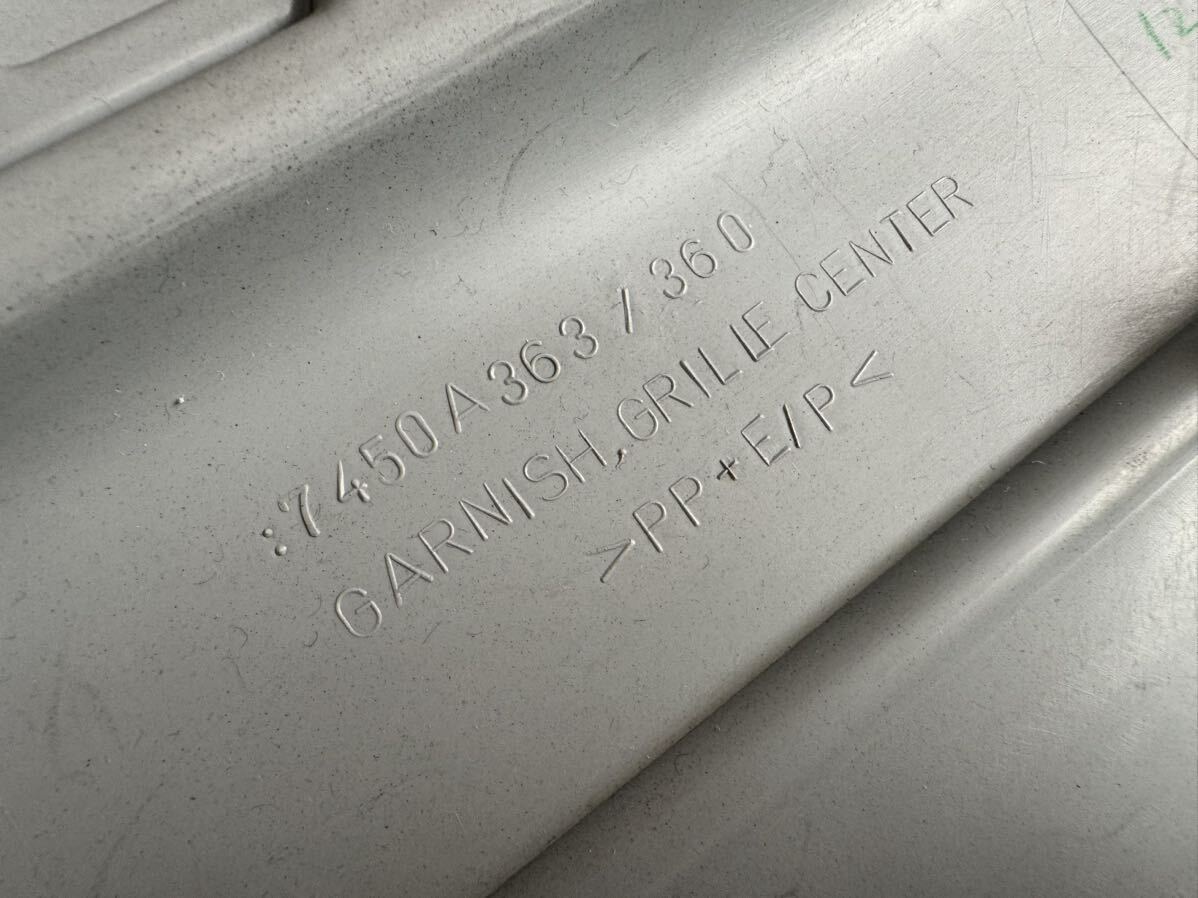 :7450A363/360
GARNISH,GRILLE CENTER
>PP+E/P<